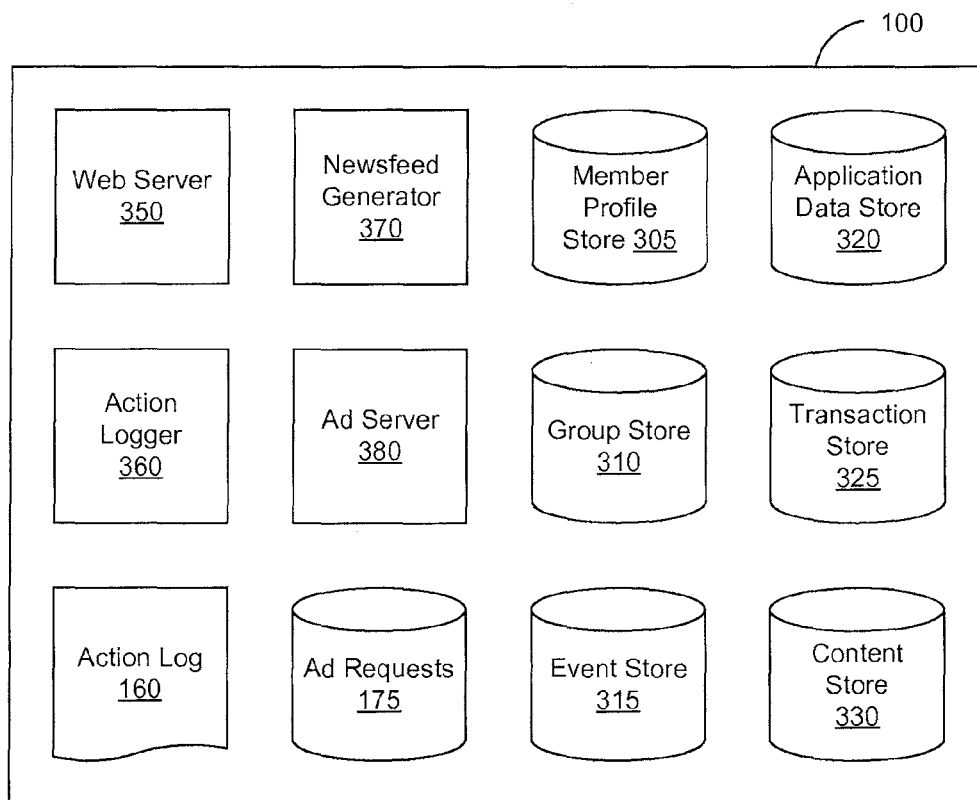 100
Web Server
350
Newsfeed
Generator
370
Member
Profile
Store 305
Application
Data Store
320
Action
Logger
360
Ad Server
380
Group Store
310
Transaction
Store
325
Action Log
160
Ad Requests
175
Event Store
315
Content
Store
330